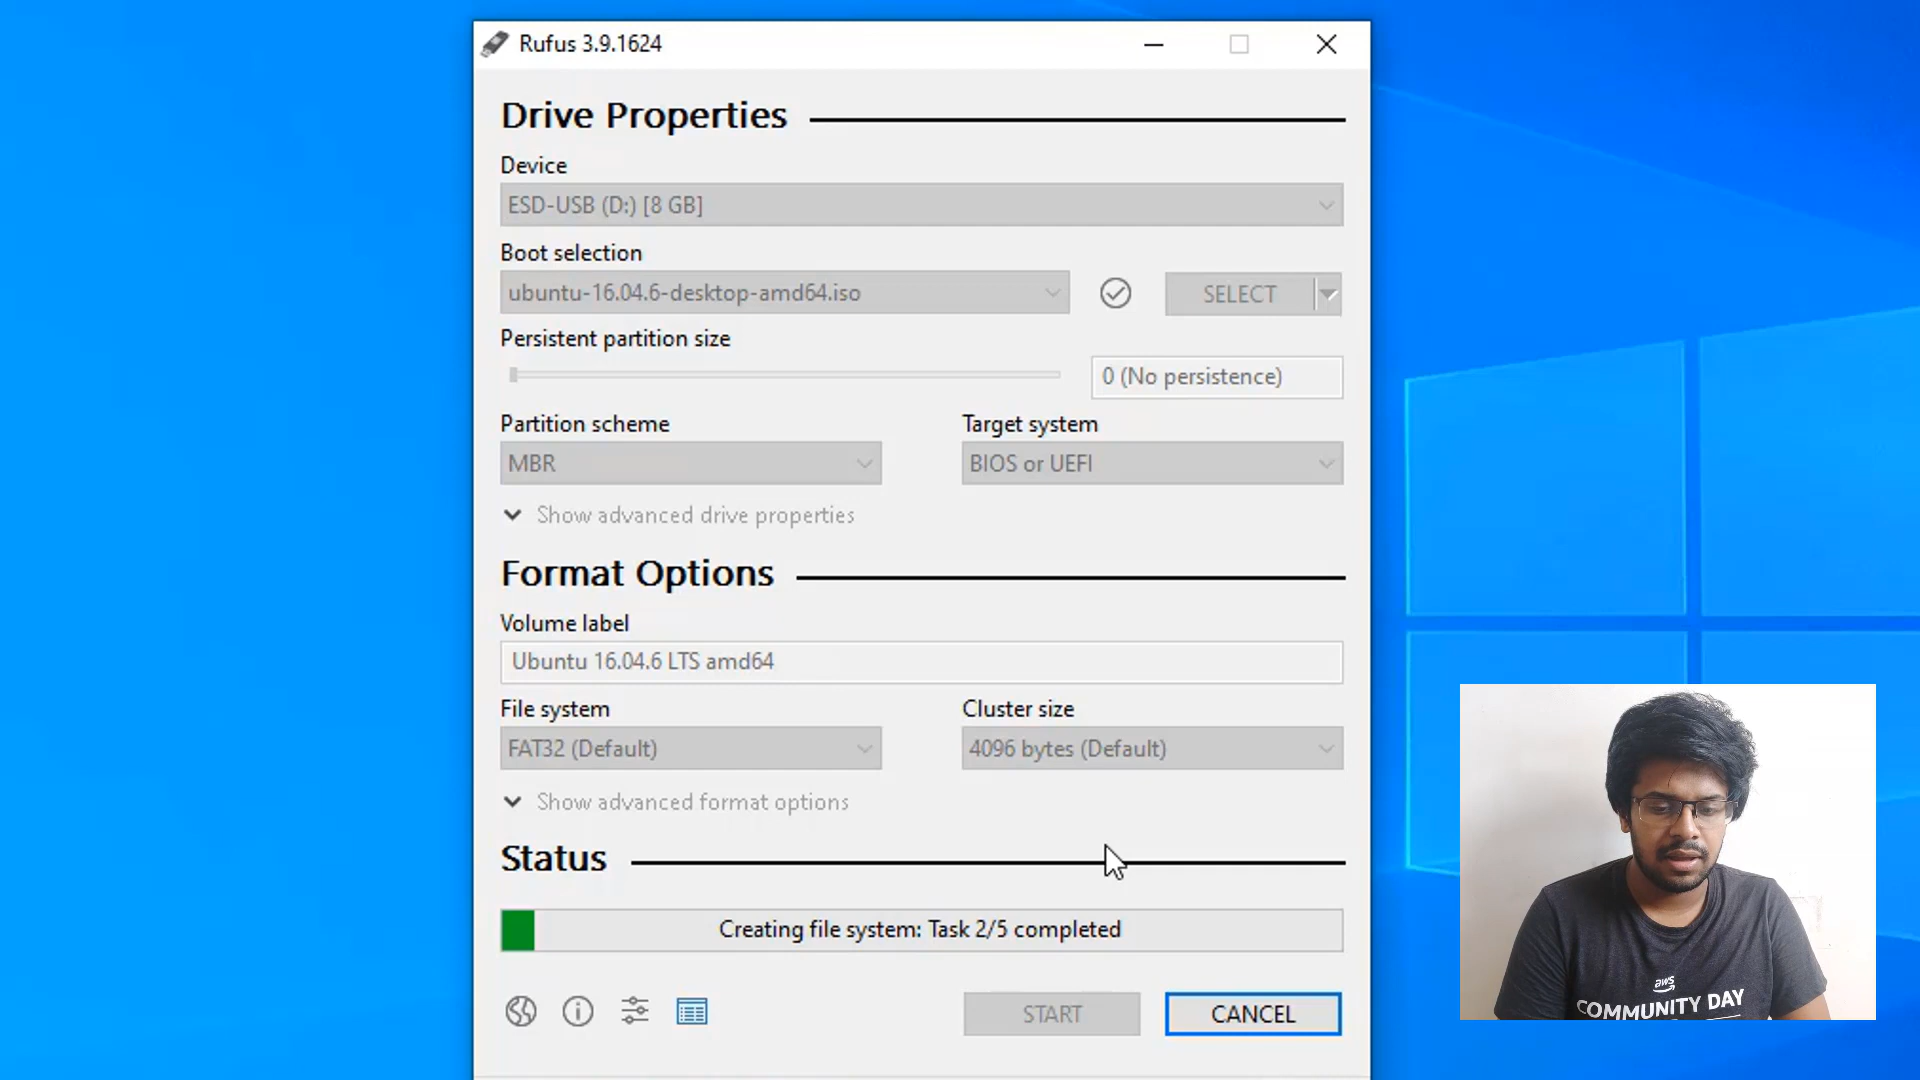 Rufus 3.9.1624
Drive Properties
Device
ESD-USB (D:) [8 GB]
Boot selection
ubuntu-16.04.6-desktop-amd64.iso
SELECT
Persistent partition size
0 (No persistence)
Partition scheme
Target system
MBR
BIOS or UEFI
Show advanced drive properties
Format Options
Volume label
Ubuntu 16.04.6 LTS amd64
File system
Cluster size
FAT32 (Default)
4096 bytes (Default)
Show advanced format options
Status
Creating file system: Task 2/5 completed
START
CANCEL
aws
COMMUNITY DAY